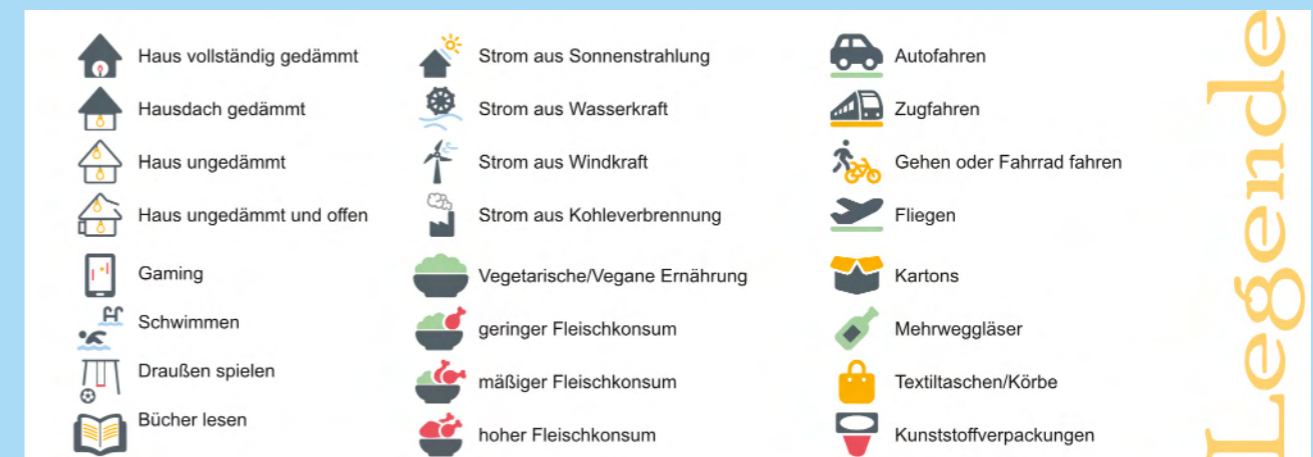 Haus vollständig gedämmt
Hausdach gedämmt
Haus ungedämmt
Haus ungedämmt und offen
Gaming
Schwimmen
Draußen spielen
Bücher lesen
Strom aus Sonnenstrahlung
Strom aus Wasserkraft
Strom aus Windkraft
Strom aus Kohleverbrennung
Vegetarische/Vegane Ernährung
geringer Fleischkonsum
mäßiger Fleischkonsum
hoher Fleischkonsum
Autofahren
Zugfahren
Gehen oder Fahrrad fahren
Fliegen
Kartons
Mehrweggläser
Textiltaschen/Körbe
Kunststoffverpackungen
Legende